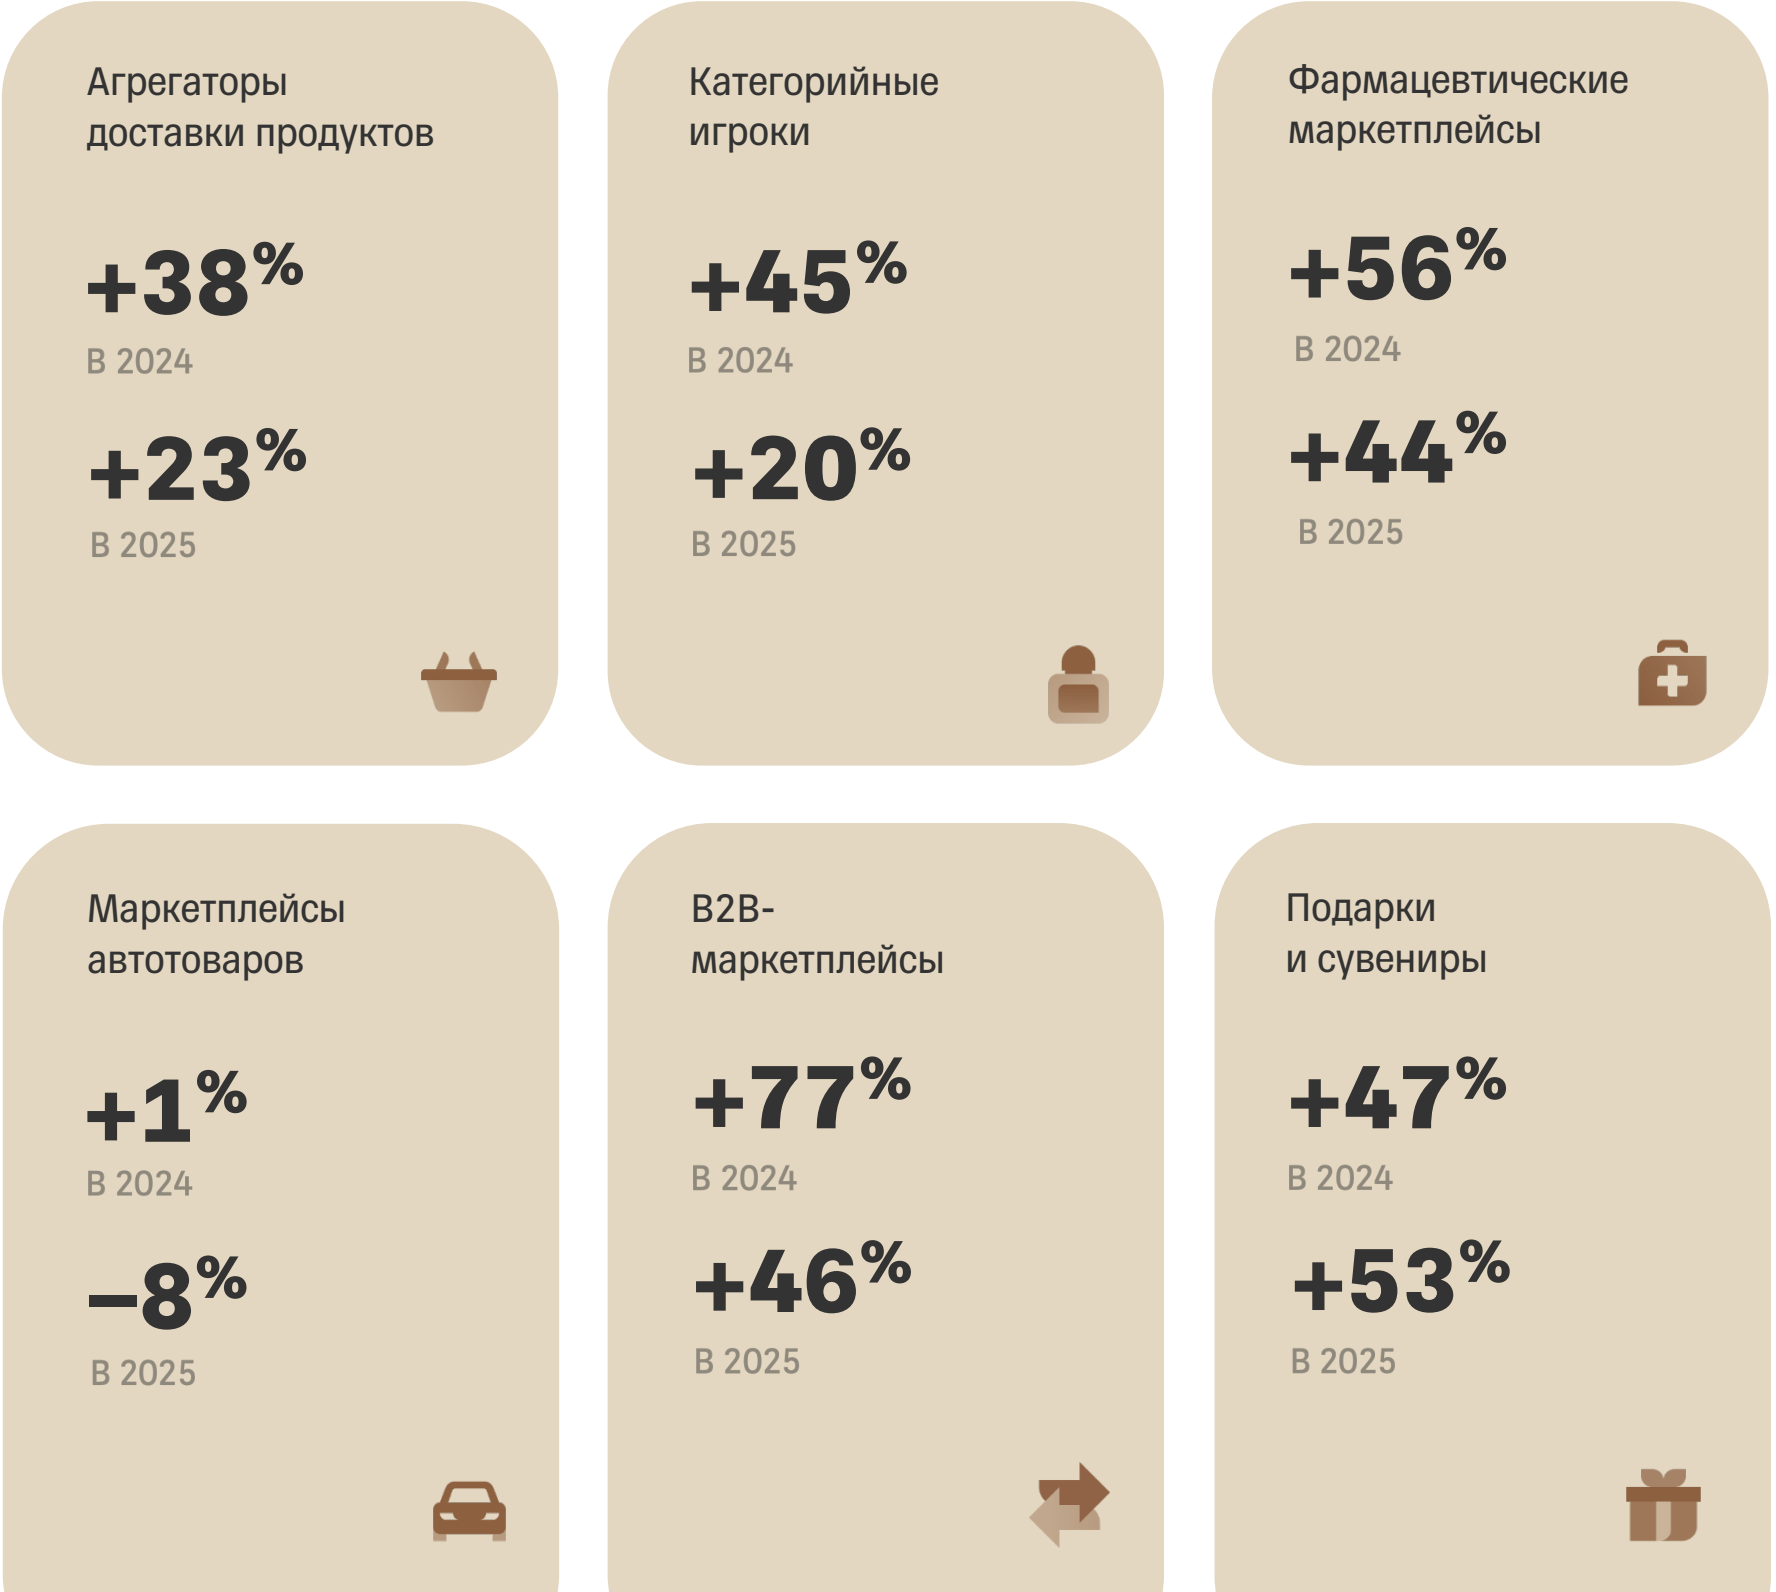 Агрегаторы
доставки продуктов
+38%
В 2024
+23%
В 2025
Категорийные
игроки
+45%
В 2024
+20%
В 2025
Фармацевтические
маркетплейсы
+56%
В 2024
+44%
В 2025
Маркетплейсы
автотоваров
+1%
В 2024
–8%
В 2025
B2B-
маркетплейсы
+77%
В 2024
+46%
В 2025
Подарки
и сувениры
+47%
В 2024
+53%
В 2025